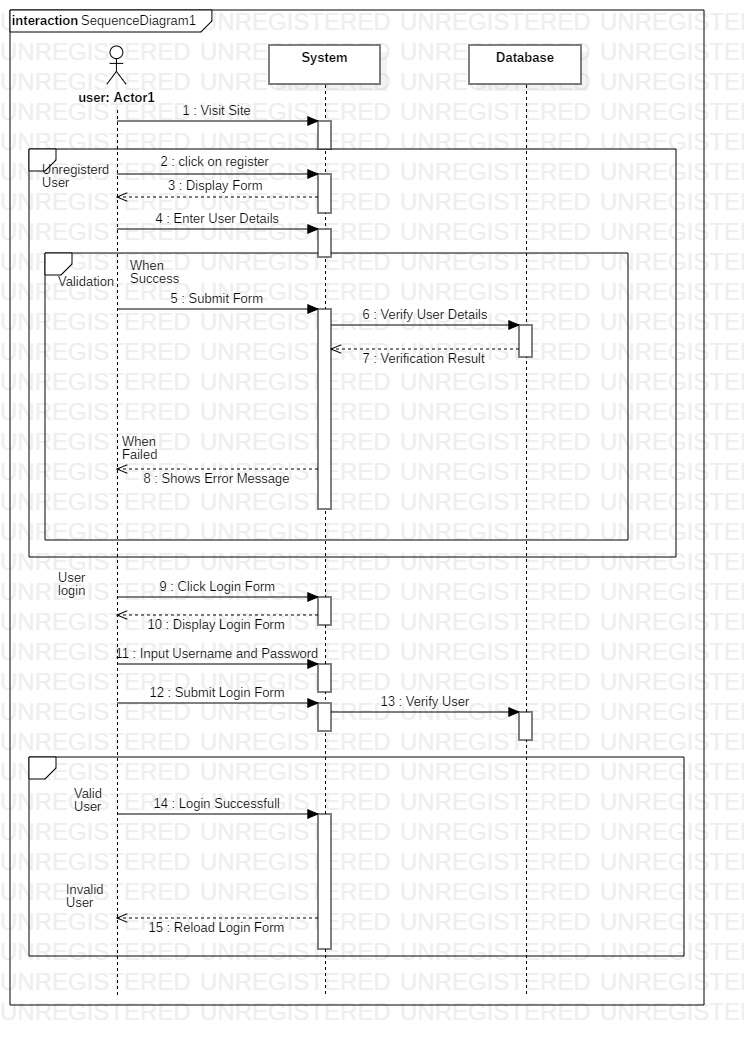 interaction SequenceDiagram1
System
Database
user: Actor1
1 : Visit Site
2 : click on register
Unregisterd
User
3 : Display Form
4 : Enter User Details
When
Success
Validation
5 : Submit Form
6 : Verify User Details
7 : Verification Result
When
Failed
8 : Shows Error Message
User
login
9 : Click Login Form
10 : Display Login Form
11 : Input Username and Password
12 : Submit Login Form
13 : Verify User
Valid
User
14 : Login Successfull
Invalid
User
15 : Reload Login Form
UNREGISTERED